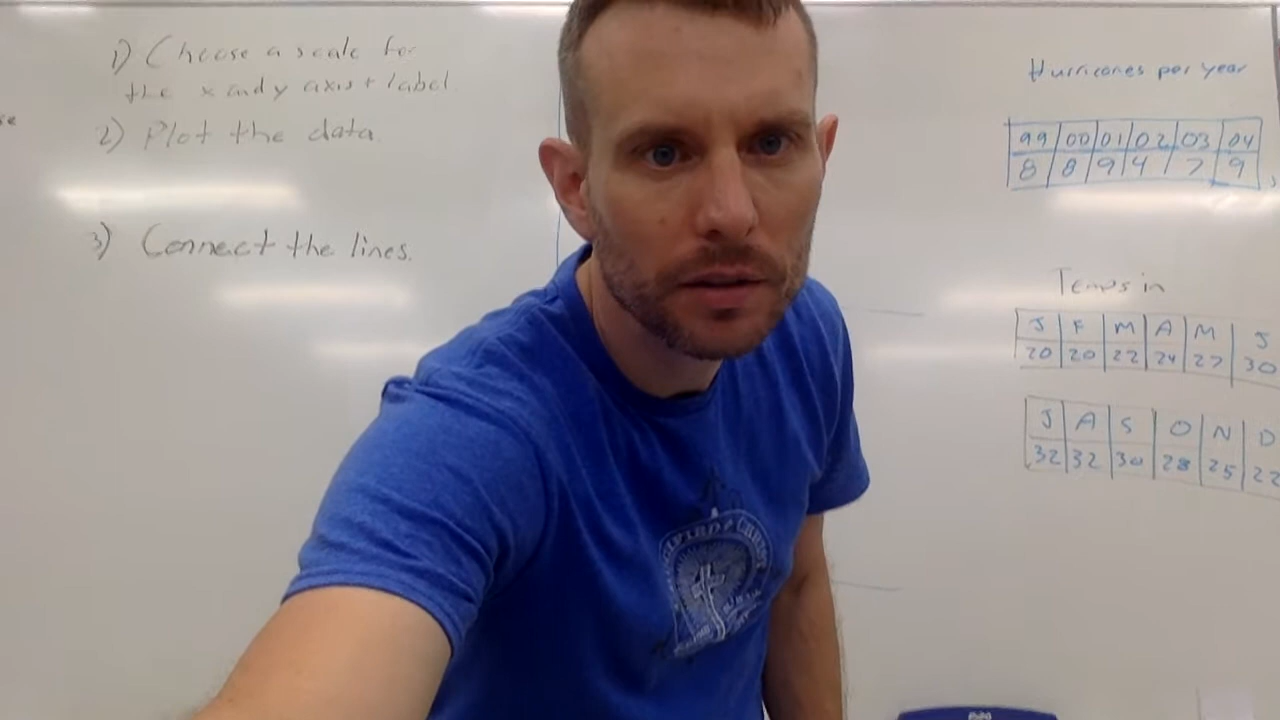 1) Choose a scale for
the x and y axis + label
2) Plot the data.
3) Connect the lines.
se
Hurricanes per year
99 00 01 02 03 04
8 8 9 4 7 9
Temps in
J F M A M J
20 20 22 24 27 30
J A S O N D
32 32 30 28 25 22